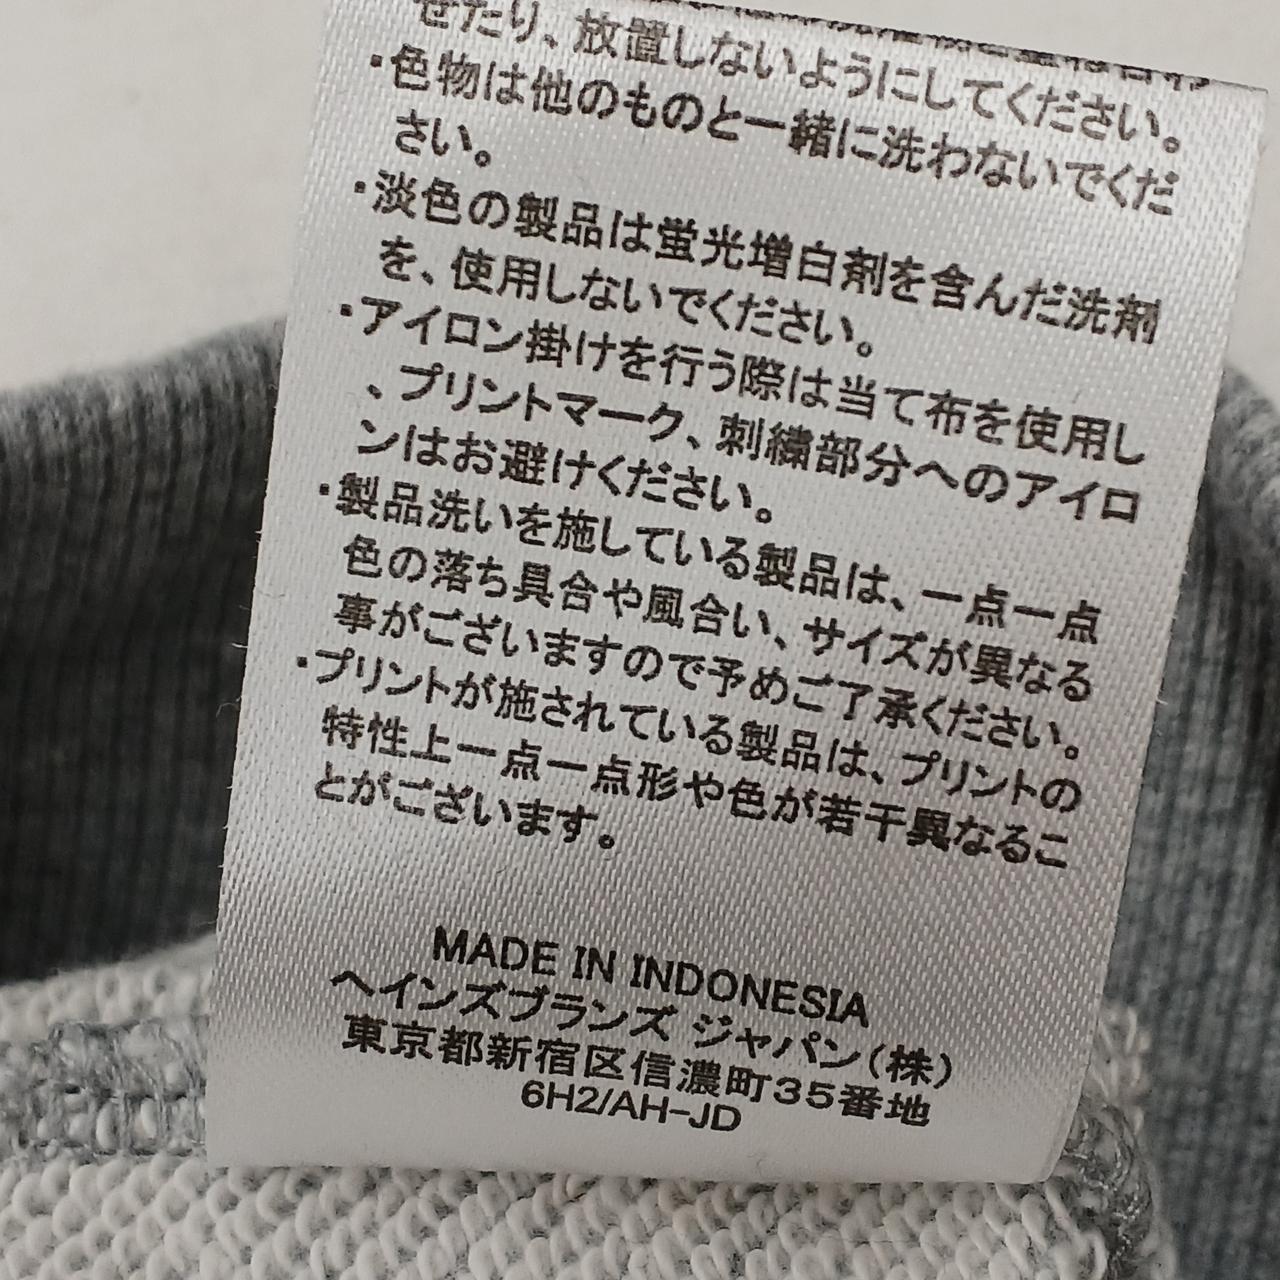 せたり、放置しないようにしてください。
・色物は他のものと一緒に洗わないでくだ
さい。
・淡色の製品は蛍光増白剤を含んだ洗剤
を、使用しないでください。
・アイロン掛けを行う際は当て布を使用し
、プリントマーク、刺繍部分へのアイロ
ンはお避けください。
・製品洗いを施している製品は、一点一点
色の落ち具合や風合い、サイズが異なる
事がございますので予めご了承ください。
・プリントが施されている製品は、プリントの
特性上一点一点形や色が若干異なるこ
とがございます。
MADE IN INDONESIA
ヘインズブランズ ジャパン(株)
東京都新宿区信濃町35番地
6H2/AH-JD